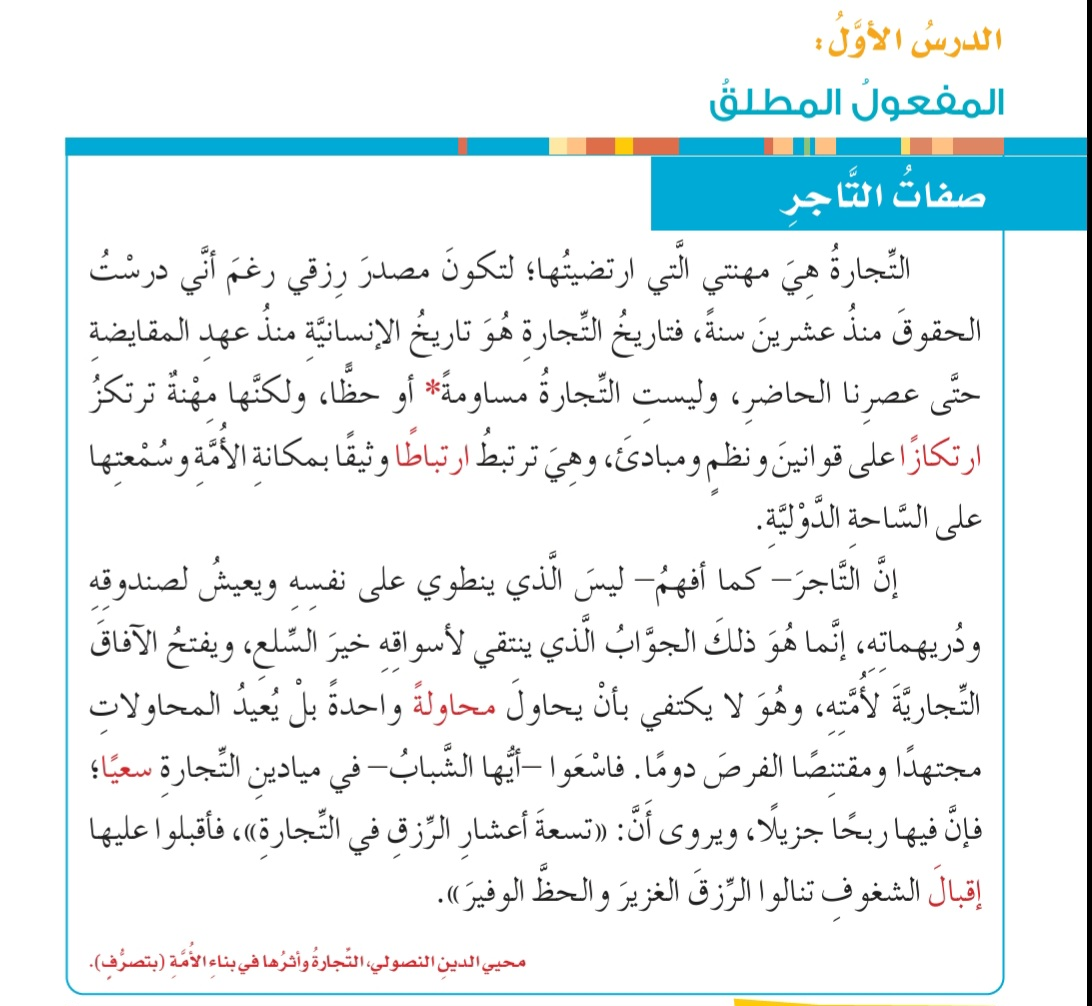 الدرسُ الأوَّلُ:
المفعولُ المطلقُ
صفاتُ التَّاجرِ
التِّجارةُ هِيَ مهنتي الَّتي ارتضيتُها؛ لتكونَ مصدرَ رِزقي رغمَ أنَّي درسْتُ
الحقوقَ منذُ عشرينَ سنةً، فتاريخُ التِّجارةِ هُوَ تاريخُ الإنسانيَّةِ منذُ عهدِ المقايضةِ
حتَّى عصرِنا الحاضرِ، وليستِ التِّجارةُ مساومةً* أو حظًّا، ولكنَّها مِهْنةٌ ترتكزُ
ارتكازًا على قوانينَ ونظمٍ ومبادئَ، وهِيَ ترتبطُ ارتباطًا وثيقًا بمكانةِ الأُمَّةِ وسُمْعتِها
على السَّاحةِ الدَّوْليَّةِ.
إنَّ التَّاجرَ– كما أفهمُ– ليسَ الَّذي ينطوي على نفسِهِ ويعيشُ لصندوقِهِ
ودُريهماتِهِ، إنَّما هُوَ ذلكَ الجوَّابُ الَّذي ينتقي لأسواقِهِ خيرَ السِّلعِ، ويفتحُ الآفاقَ
التِّجاريَّةَ لأُمَّتِهِ، وهُوَ لا يكتفي بأنْ يحاولَ محاولةً واحدةً بلْ يُعيدُ المحاولاتِ
مجتهدًا ومقتنِصًا الفرصَ دومًا. فاسْعَوا –أيُّها الشَّبابُ– في ميادينِ التِّجارةِ سعيًا؛
فإنَّ فيها ربحًا جزيلًا، ويروى أَنَّ: «تسعةَ أعشارِ الرِّزقِ في التِّجارةِ»، فأقبلوا عليها
إقبالَ الشغوفِ تنالوا الرِّزقَ الغزيرَ والحظَّ الوفيرَ».
محيي الدين النصولي، التِّجارةُ وأثرُها في بناءِ الأُمَّةِ (بتصرُّفٍ).